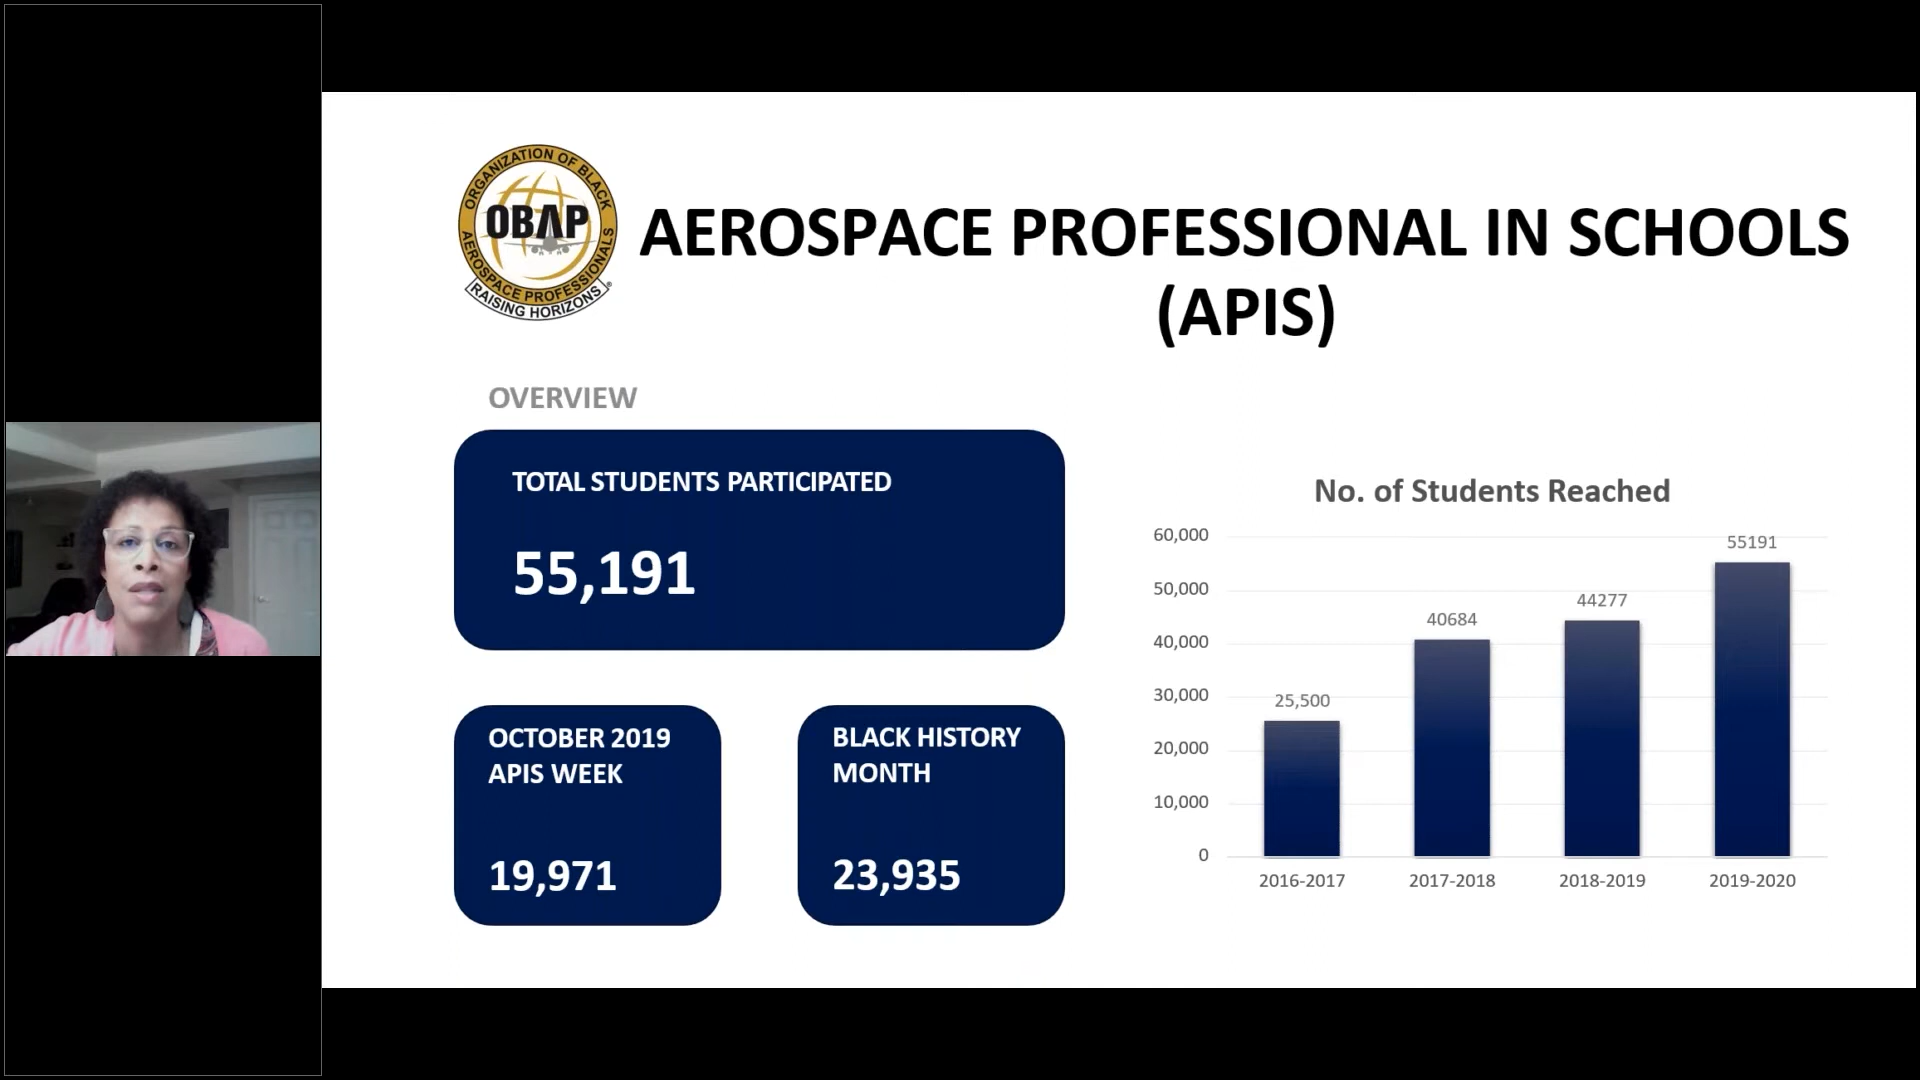 ORGANIZATION OF BLACK
AEROSPACE PROFESSIONALS
OBAP
RAISING HORIZONS
®
AEROSPACE PROFESSIONAL IN SCHOOLS
(APIS)
OVERVIEW
TOTAL STUDENTS PARTICIPATED
55,191
OCTOBER 2019
APIS WEEK
19,971
BLACK HISTORY
MONTH
23,935
No. of Students Reached
60,000
50,000
40,000
30,000
20,000
10,000
0
25,500
40684
44277
55191
2016-2017
2017-2018
2018-2019
2019-2020